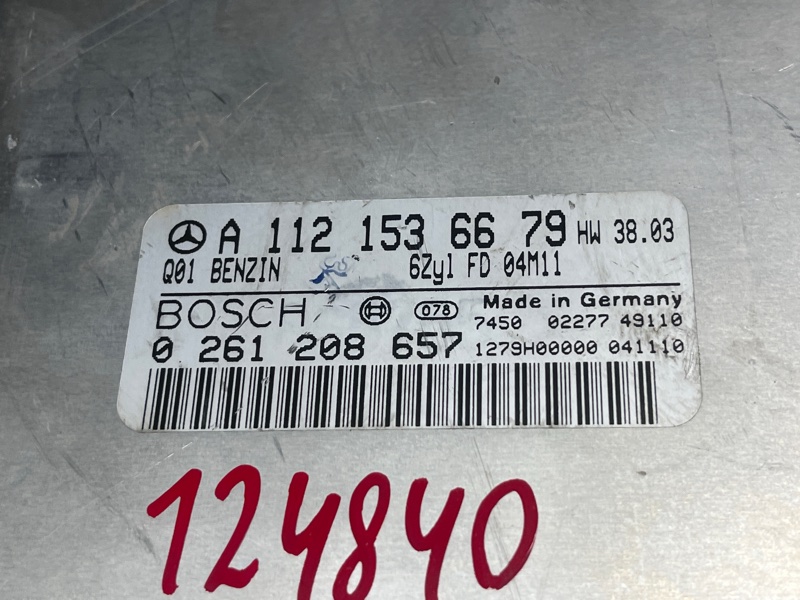 A 112 153 66 79 HW 38.03
Q01 BENZIN 6Zyl FD 04M11
BOSCH 078 Made in Germany
7450 02277 49110
0 261 208 657 1279H00000 041110
124840